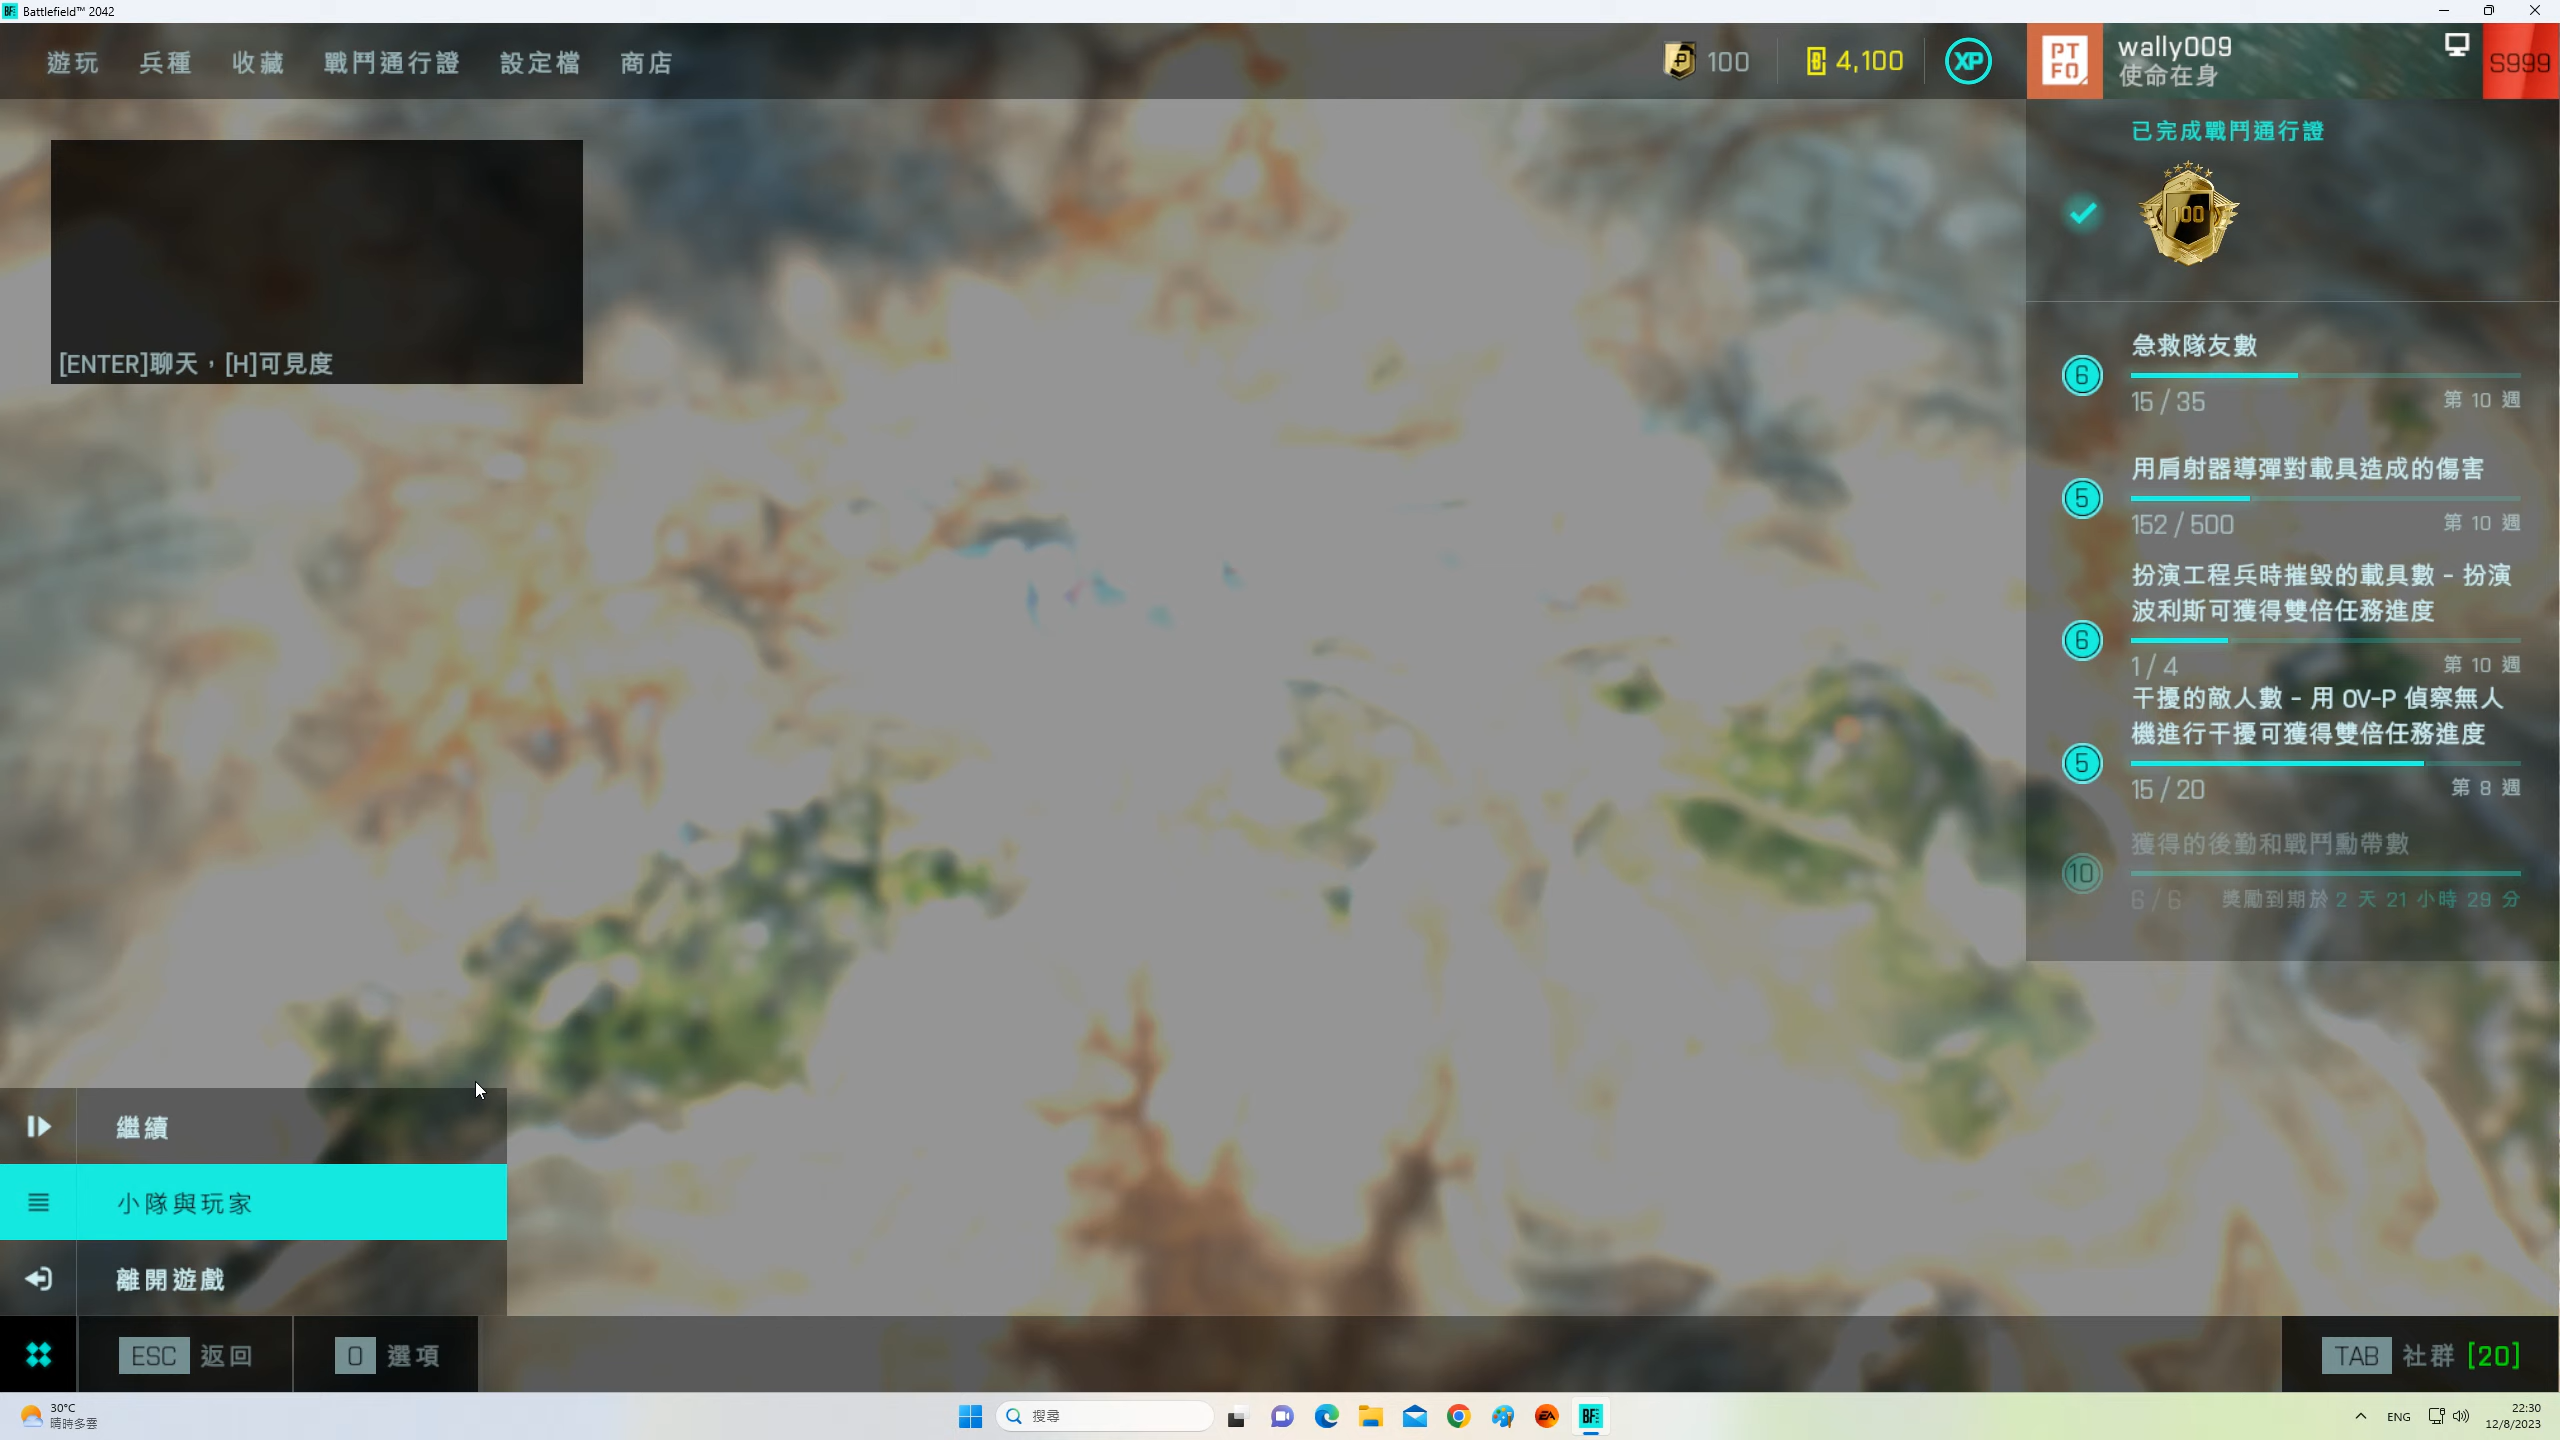 Battlefield™ 2042
遊玩 兵種 收藏 戰鬥通行證 設定檔 商店
100 4,100 XP
PT
FO
wally009
使命在身
S999
已完成戰鬥通行證
100
[ENTER]聊天，[H]可見度
急救隊友數
6
15 / 35 第 10 週
用肩射器導彈對載具造成的傷害
5
152 / 500 第 10 週
扮演工程兵時摧毀的載具數 - 扮演
波利斯可獲得雙倍任務進度
6
1 / 4 第 10 週
干擾的敵人數 - 用 OV-P 偵察無人
機進行干擾可獲得雙倍任務進度
5
15 / 20 第 8 週
獲得的後勤和戰鬥勳帶數
10
6 / 6 獎勵到期於 2 天 21 小時 29 分
繼續
小隊與玩家
離開遊戲
ESC 返回 O 選項
TAB 社群 [20]
30°C
晴時多雲
搜尋
EA
BF
ENG
22:30
12/8/2023